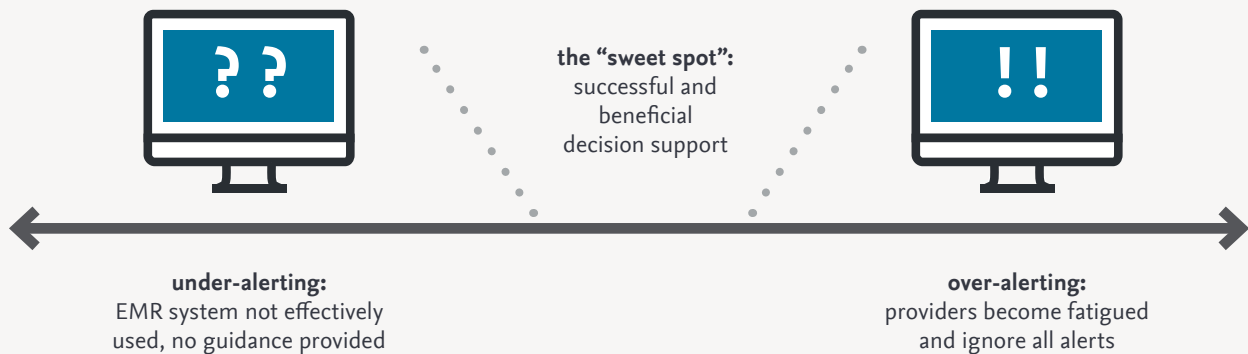 ??
the “sweet spot”:
successful and
beneficial
decision support
!!
under-alerting:
EMR system not effectively
used, no guidance provided
over-alerting:
providers become fatigued
and ignore all alerts